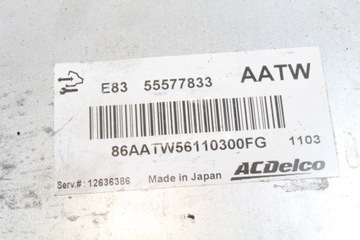 E83 55577833 AATW
86AATW56110300FG 1103
Serv.#: 12636386 Made in Japan ACDelco